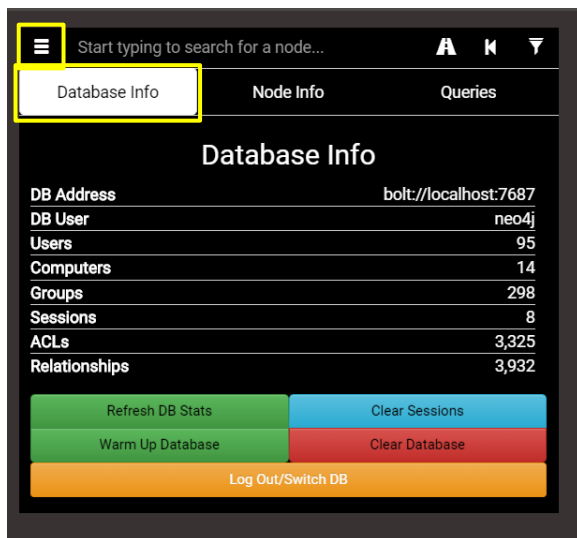 Start typing to search for a node...
Database Info Node Info Queries
Database Info
DB Address bolt://localhost:7687
DB User neo4j
Users 95
Computers 14
Groups 298
Sessions 8
ACLs 3,325
Relationships 3,932
Refresh DB Stats Clear Sessions
Warm Up Database Clear Database
Log Out/Switch DB